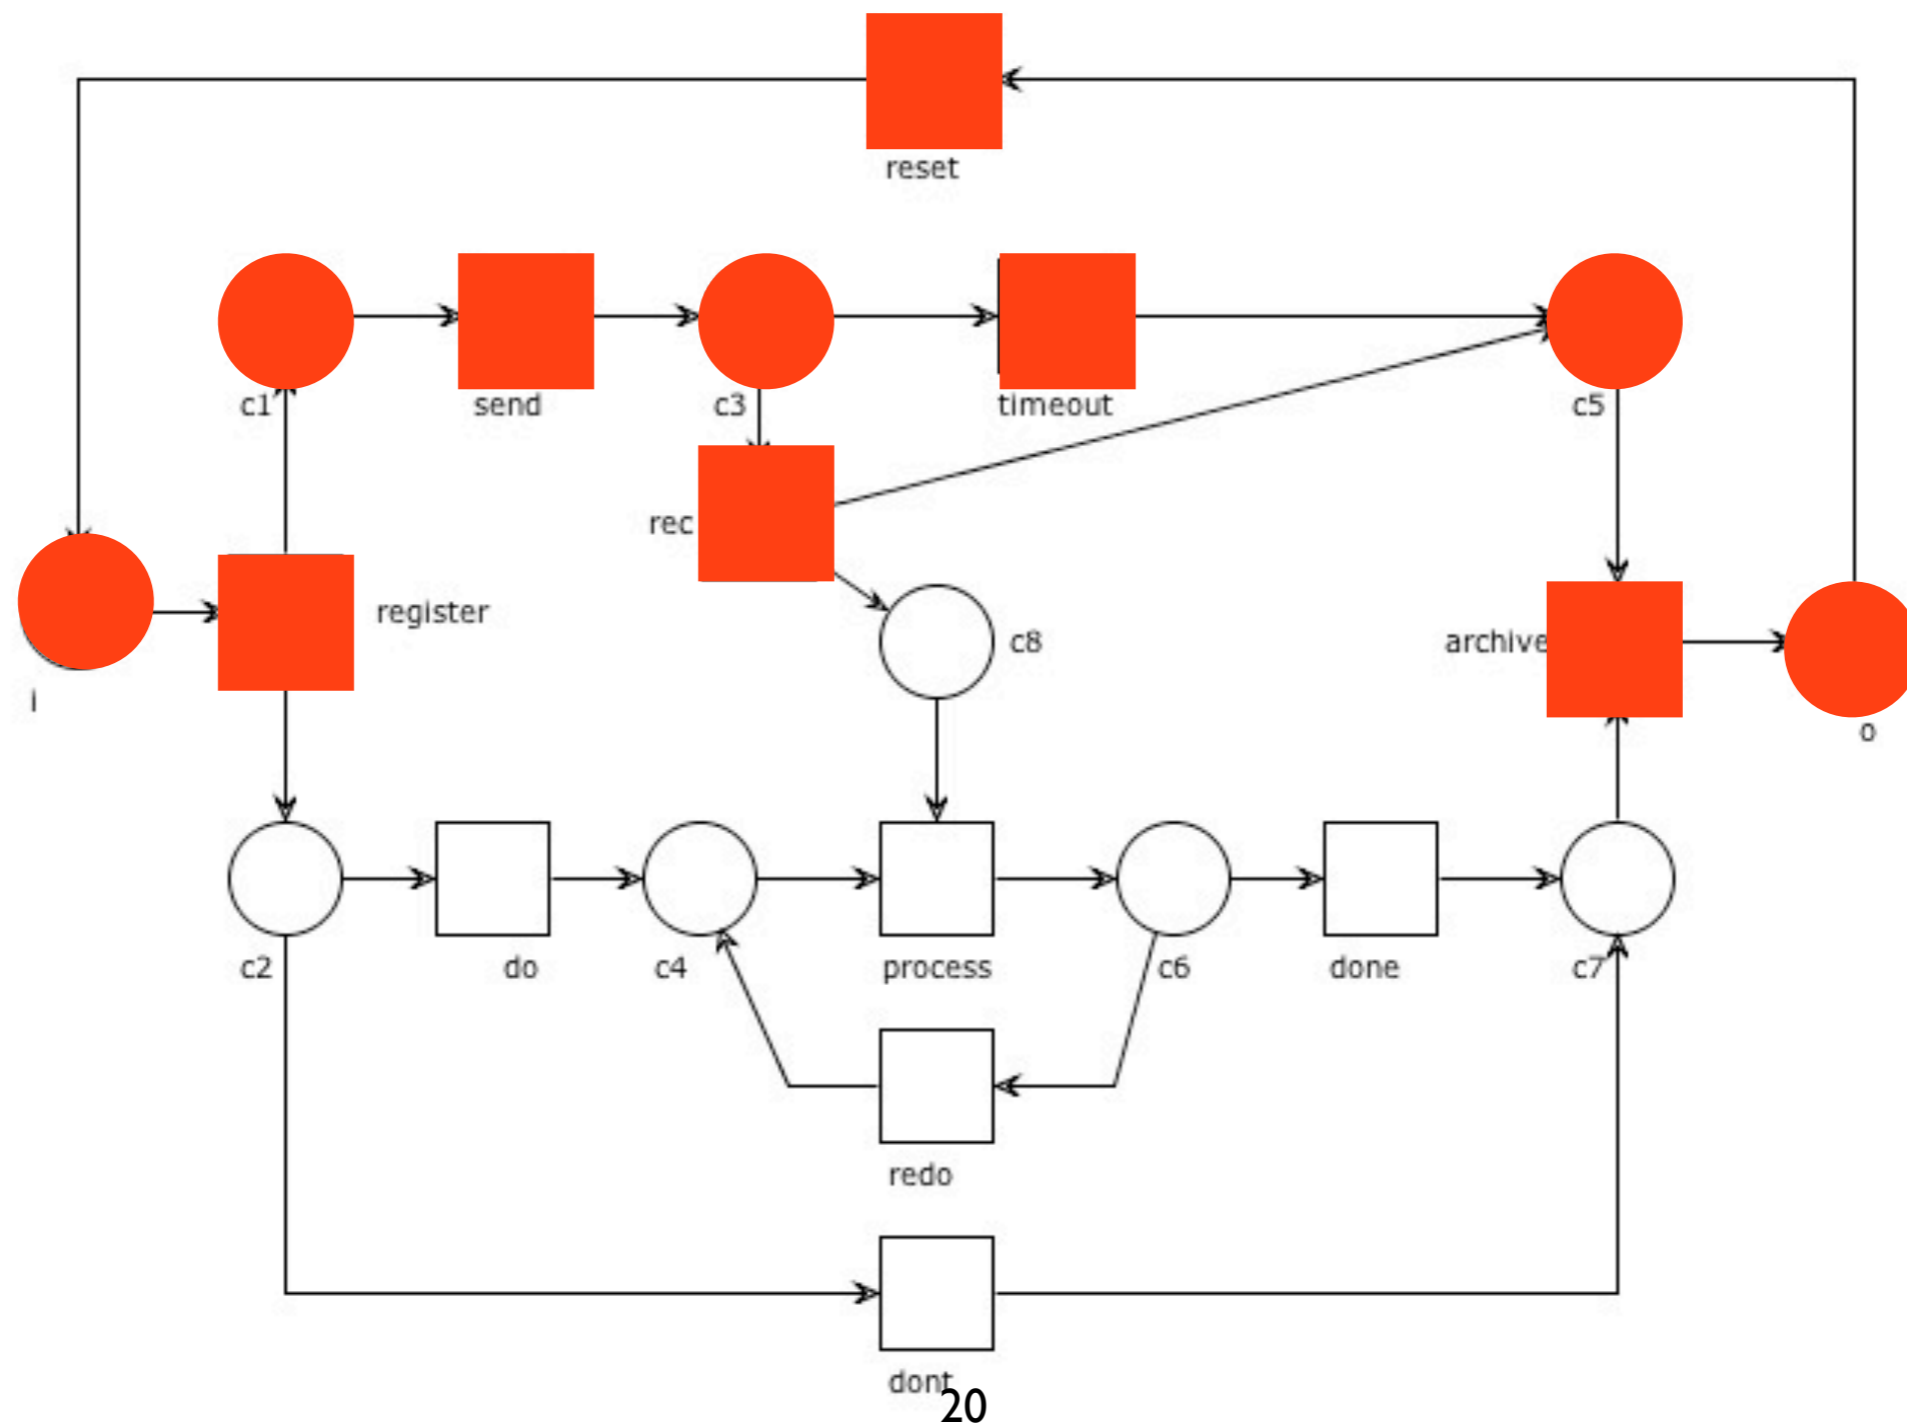 reset
c1
send
c3
timeout
c5
rec
i
register
c8
archive
o
c2
do
c4
process
c6
done
c7
redo
dont
20